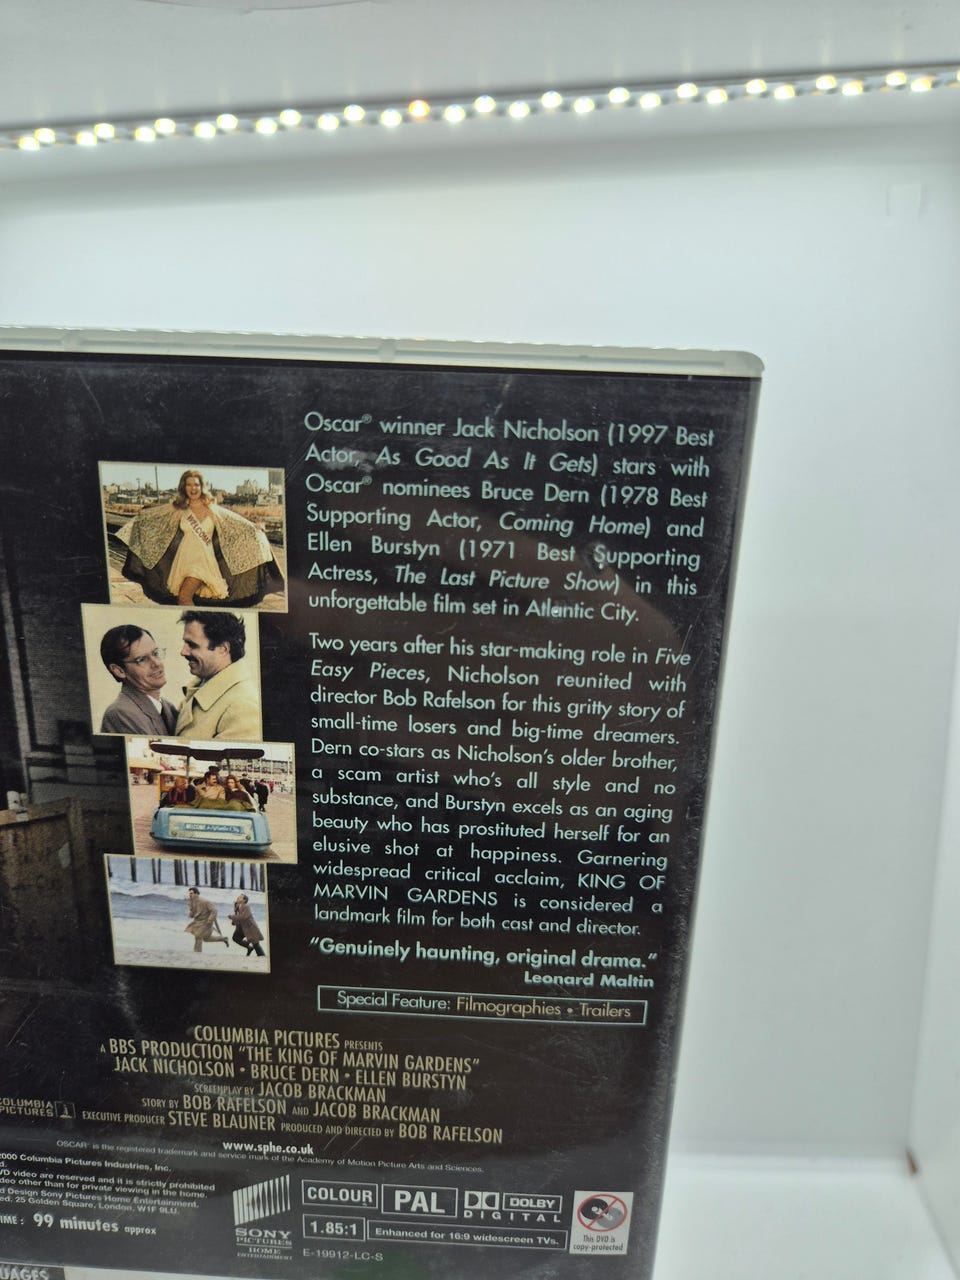 Oscar® winner Jack Nicholson (1997 Best
Actor, As Good As It Gets) stars with
Oscar® nominees Bruce Dern (1978 Best
Supporting Actor, Coming Home) and
Ellen Burstyn (1971 Best Supporting
Actress, The Last Picture Show) in this
unforgettable film set in Atlantic City.
WELCOME
Two years after his star-making role in Five
Easy Pieces, Nicholson reunited with
director Bob Rafelson for this gritty story of
small-time losers and big-time dreamers.
Dern co-stars as Nicholson's older brother,
a scam artist who's all style and no
substance, and Burstyn excels as an aging
beauty who has prostituted herself for an
elusive shot at happiness. Garnering
widespread critical acclaim, KING OF
MARVIN GARDENS is considered a
landmark film for both cast and director.
WELCOME to Atlantic City
"Genuinely haunting, original drama."
Leonard Maltin
Special Feature: Filmographies • Trailers
COLUMBIA PICTURES PRESENTS
A BBS PRODUCTION "THE KING OF MARVIN GARDENS"
JACK NICHOLSON • BRUCE DERN • ELLEN BURSTYN
SCREENPLAY BY JACOB BRACKMAN
STORY BY BOB RAFELSON AND JACOB BRACKMAN
EXECUTIVE PRODUCER STEVE BLAUNER PRODUCED AND DIRECTED BY BOB RAFELSON
COLUMBIA
PICTURES
www.sphe.co.uk
OSCAR® is the registered trademark and service mark of the Academy of Motion Picture Arts and Sciences.
2000 Columbia Pictures Industries, Inc.
d.
VD video are reserved and it is strictly prohibited
deo other than for private viewing in the home.
d Design Sony Pictures Home Entertainment.
ed, 25 Golden Square, London, W1F 9LU.
TIME: 99 minutes approx
SONY
PICTURES
HOME
ENTERTAINMENT
COLOUR
PAL
DOLBY
DIGITAL
1.85:1
Enhanced for 16:9 widescreen TVs.
E-19912-LC-S
This DVD is
copy-protected
UAGES